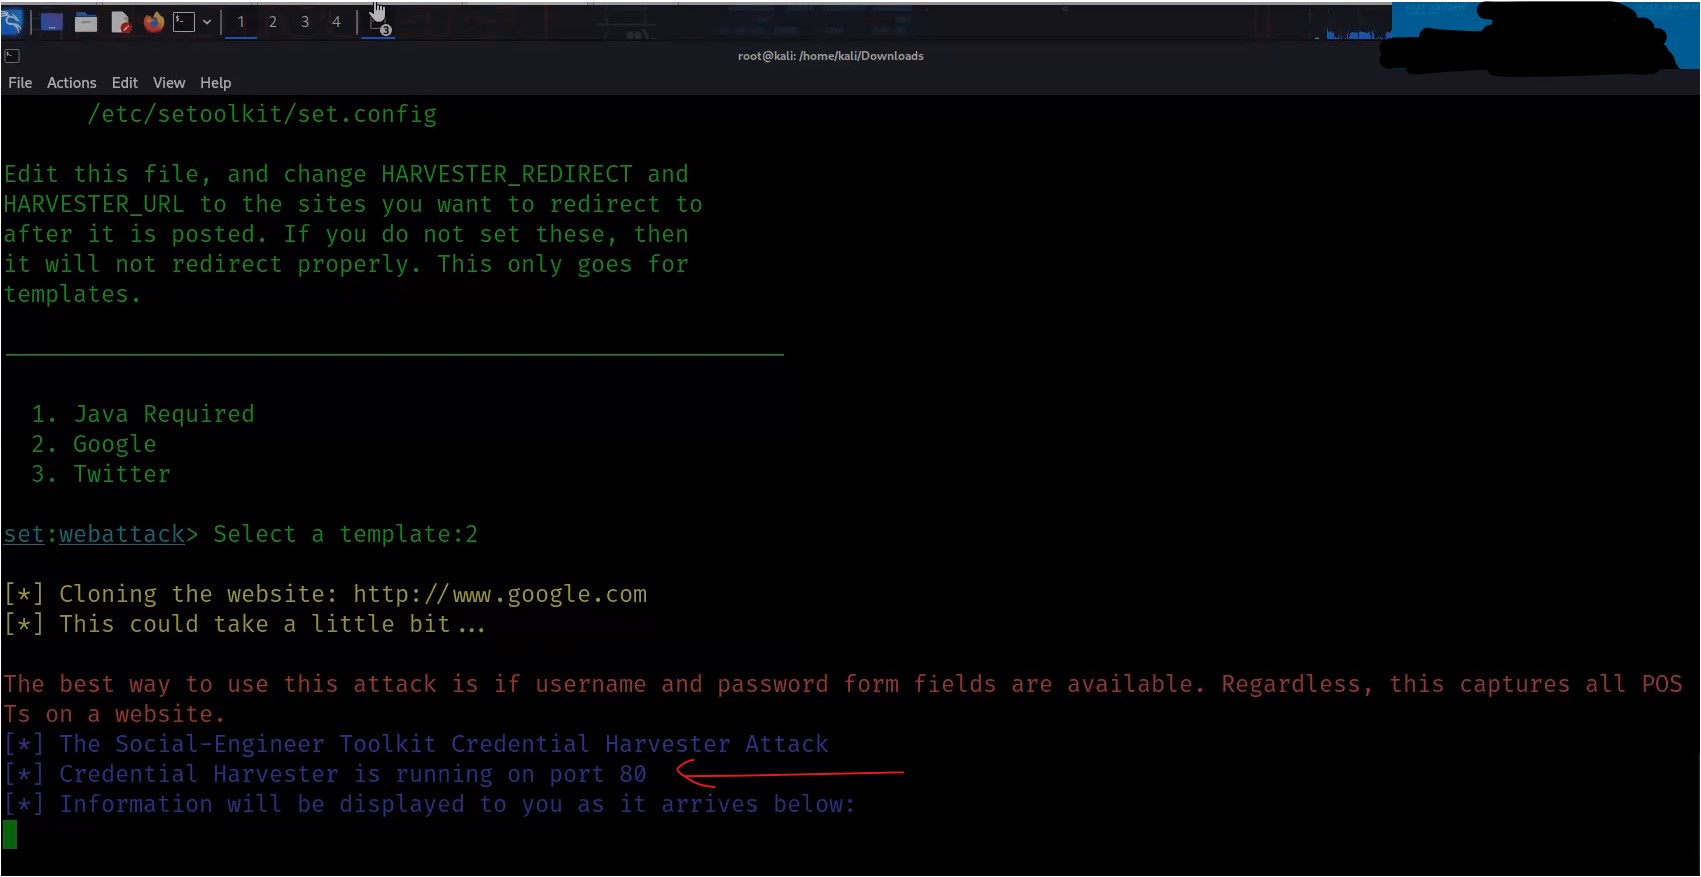 1 2 3 4 3
root@kali: /home/kali/Downloads
File Actions Edit View Help
/etc/setoolkit/set.config
Edit this file, and change HARVESTER_REDIRECT and
HARVESTER_URL to the sites you want to redirect to
after it is posted. If you do not set these, then
it will not redirect properly. This only goes for
templates.
1. Java Required
2. Google
3. Twitter
set:webattack> Select a template:2
[*] Cloning the website: http://www.google.com
[*] This could take a little bit...
The best way to use this attack is if username and password form fields are available. Regardless, this captures all POS
Ts on a website.
[*] The Social-Engineer Toolkit Credential Harvester Attack
[*] Credential Harvester is running on port 80
[*] Information will be displayed to you as it arrives below: